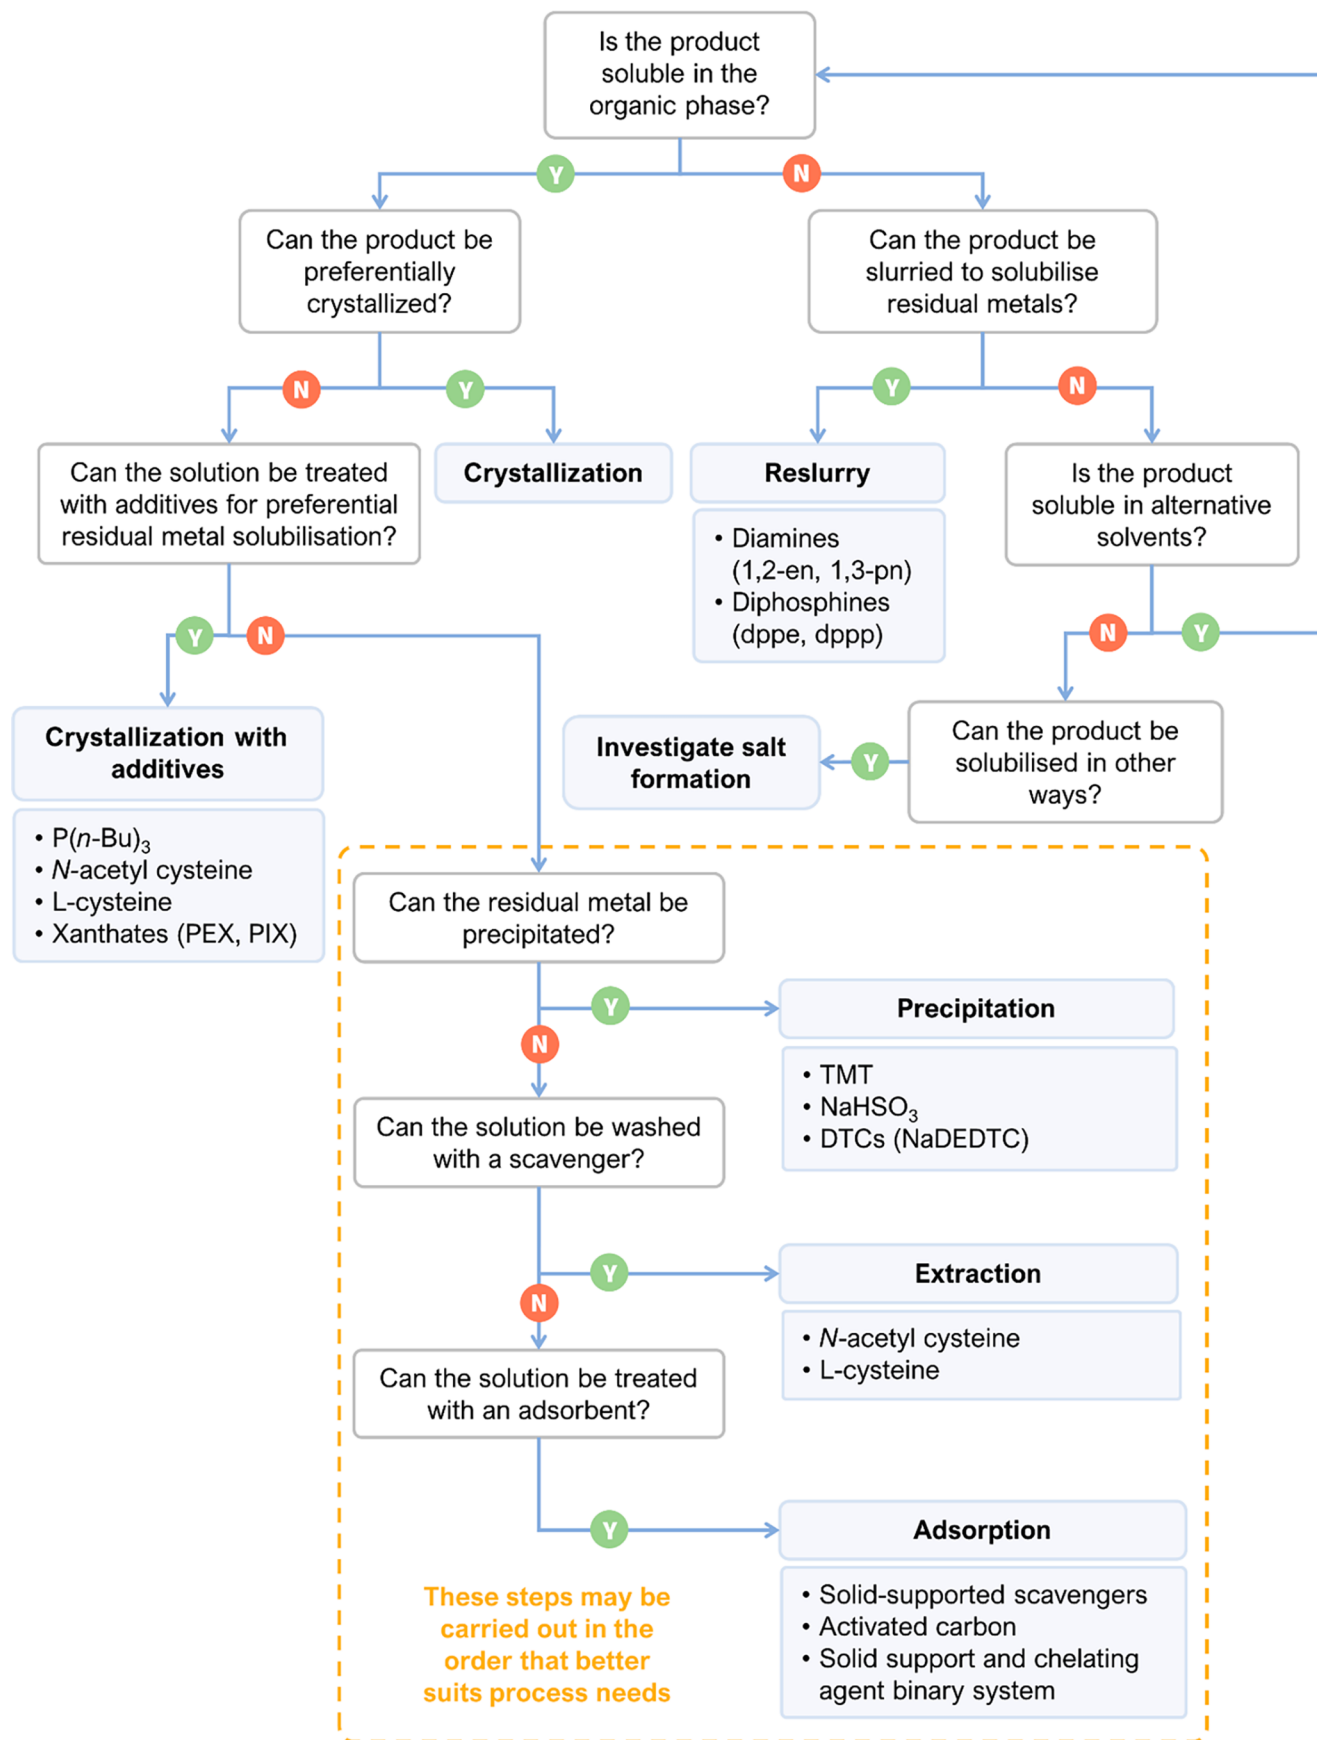 Is the product
soluble in the
organic phase?
Y
N
Can the product be
preferentially
crystallized?
Can the product be
slurried to solubilise
residual metals?
N
Y
Y
N
Can the solution be treated
with additives for preferential
residual metal solubilisation?
Crystallization
Reslurry
• Diamines
(1,2-en, 1,3-pn)
• Diphosphines
(dppe, dppp)
Is the product
soluble in alternative
solvents?
Y
N
N
Y
Crystallization with
additives
• P(n-Bu)₃
• N-acetyl cysteine
• L-cysteine
• Xanthates (PEX, PIX)
Investigate salt
formation
Y
Can the product be
solubilised in other
ways?
Can the residual metal be
precipitated?
Y
N
Precipitation
• TMT
• NaHSO₃
• DTCs (NaDEDTC)
Can the solution be washed
with a scavenger?
Y
N
Extraction
• N-acetyl cysteine
• L-cysteine
Can the solution be treated
with an adsorbent?
Y
Adsorption
• Solid-supported scavengers
• Activated carbon
• Solid support and chelating
agent binary system
These steps may be
carried out in the
order that better
suits process needs